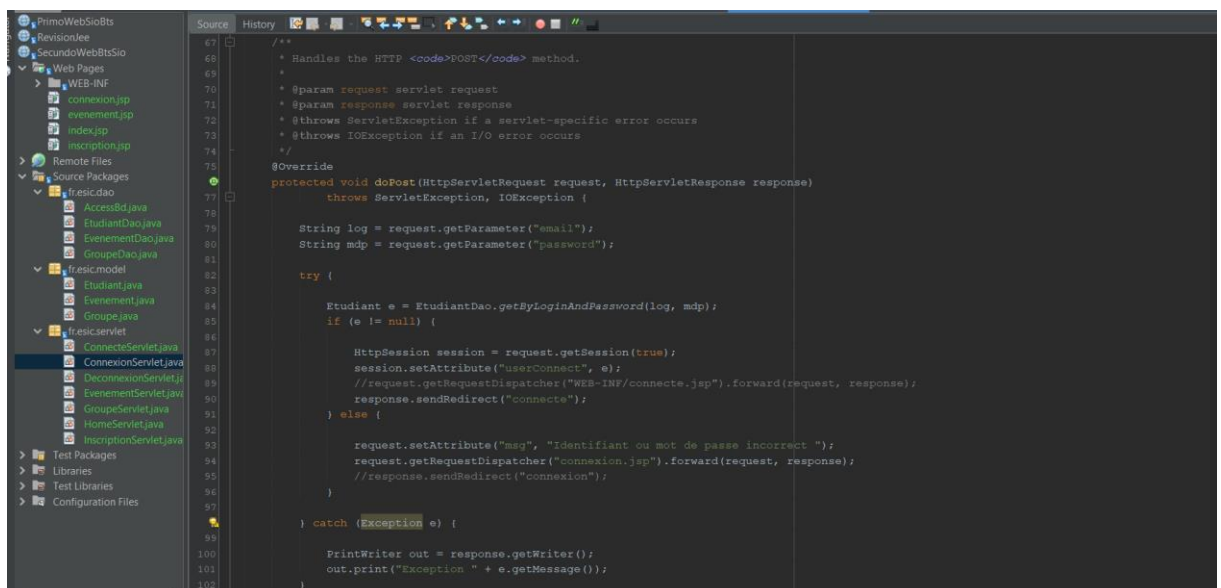 PrimoWebSioBts
RevisionJee
SecundoWebBtsSio
Web Pages
WEB-INF
connexion.jsp
evenement.jsp
index.jsp
inscription.jsp
Remote Files
Source Packages
fr.esic.dao
AccessBd.java
EtudiantDao.java
EvenementDao.java
GroupeDao.java
fr.esic.model
Etudiant.java
Evenement.java
Groupe.java
fr.esic.servlet
ConnecteServlet.java
ConnexionServlet.java
DeconnexionServlet.ja
EvenementServlet.java
GroupeServlet.java
HomeServlet.java
InscriptionServlet.java
Test Packages
Libraries
Test Libraries
Configuration Files
Source History
67 /**
68 * Handles the HTTP <code>POST</code> method.
69 *
70 * @param request servlet request
71 * @param response servlet response
72 * @throws ServletException if a servlet-specific error occurs
73 * @throws IOException if an I/O error occurs
74 */
75 @Override
protected void doPost(HttpServletRequest request, HttpServletResponse response)
77 throws ServletException, IOException {
78
79 String log = request.getParameter("email");
80 String mdp = request.getParameter("password");
81
82 try {
83
84 Etudiant e = EtudiantDao.getByLoginAndPassword(log, mdp);
85 if (e != null) {
86
87 HttpSession session = request.getSession(true);
88 session.setAttribute("userConnect", e);
89 //request.getRequestDispatcher("WEB-INF/connecte.jsp").forward(request, response);
90 response.sendRedirect("connecte");
91 } else {
92
93 request.setAttribute("msg", "Identifiant ou mot de passe incorrect ");
94 request.getRequestDispatcher("connexion.jsp").forward(request, response);
95 //response.sendRedirect("connexion");
96 }
97
} catch (Exception e) {
99
100 PrintWriter out = response.getWriter();
101 out.print("Exception " + e.getMessage());
102 }